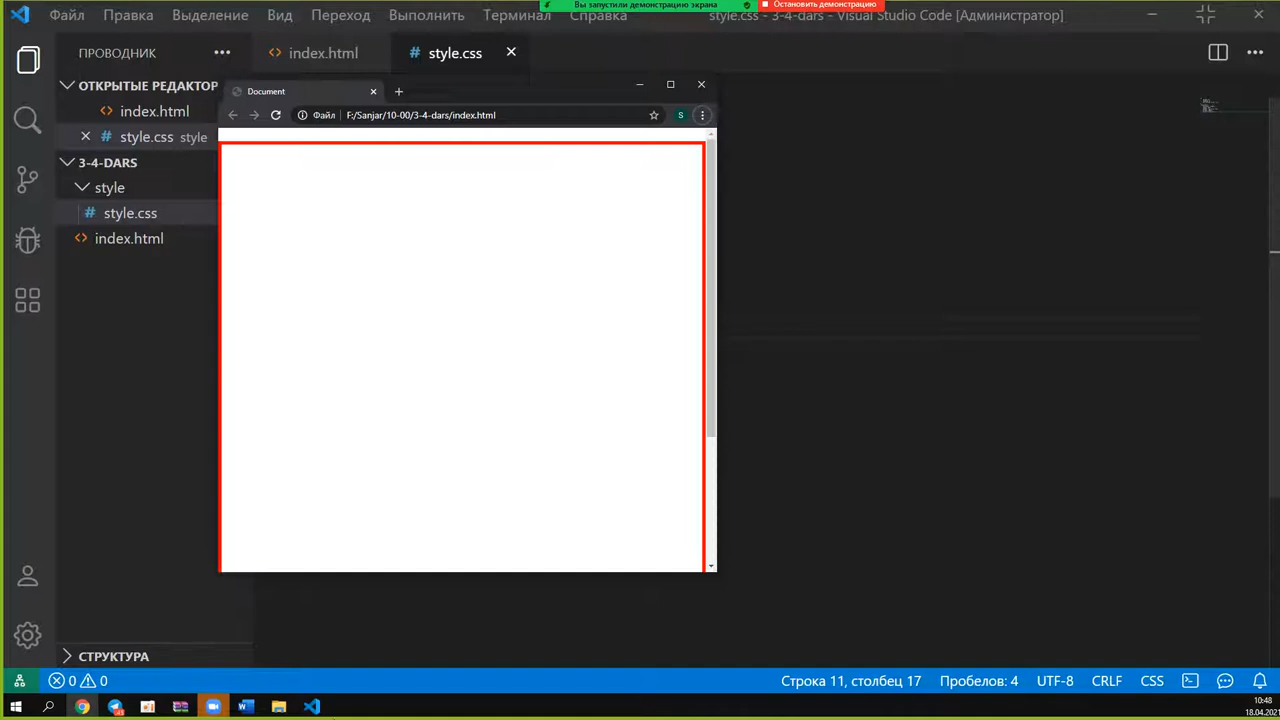 Вы запустили демонстрацию экрана
Остановить демонстрацию
Файл Правка Выделение Вид Переход Выполнить Терминал Справка style.css - 3-4-dars - Visual Studio Code [Администратор]
ПРОВОДНИК
index.html
style.css
ОТКРЫТЫЕ РЕДАКТОР
index.html
style.css style
3-4-DARS
style
style.css
index.html
СТРУКТУРА
Document
Файл F:/Sanjar/10-00/3-4-dars/index.html
S
0 0
Строка 11, столбец 17 Пробелов: 4 UTF-8 CRLF CSS
10:48
18.04.2021